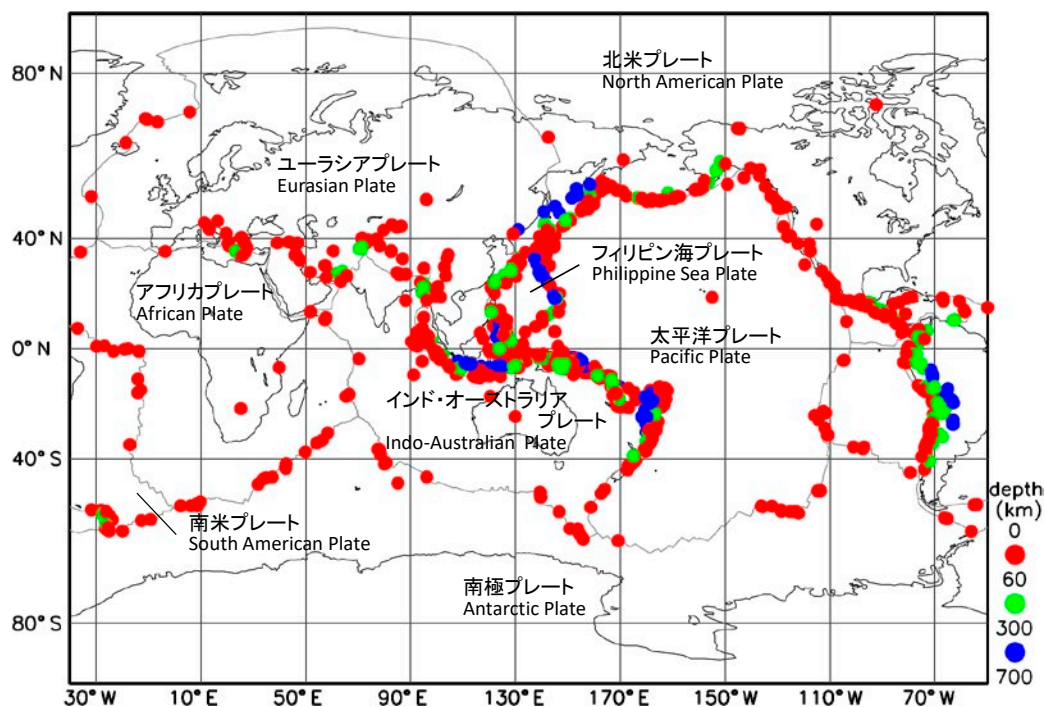 80°N
北米プレート
North American Plate
ユーラシアプレート
Eurasian Plate
40°N
フィリピン海プレート
Philippine Sea Plate
アフリカプレート
African Plate
太平洋プレート
Pacific Plate
0°N
インド・オーストラリア
プレート
Indo-Australian Plate
40°S
南米プレート
South American Plate
南極プレート
Antarctic Plate
80°S
depth
(km)
0
60
300
700
30°W
10°E
50°E
90°E
130°E
170°E
150°W
110°W
70°W